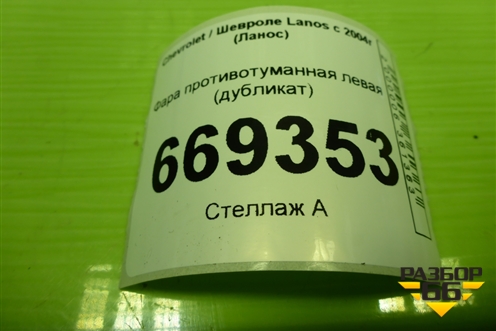 Chevrolet / Шевроле Lanos с 2004г
(Ланос)
Фара противотуманная левая
(дубликат)
669353
Стеллаж А
РАЗБОР
66